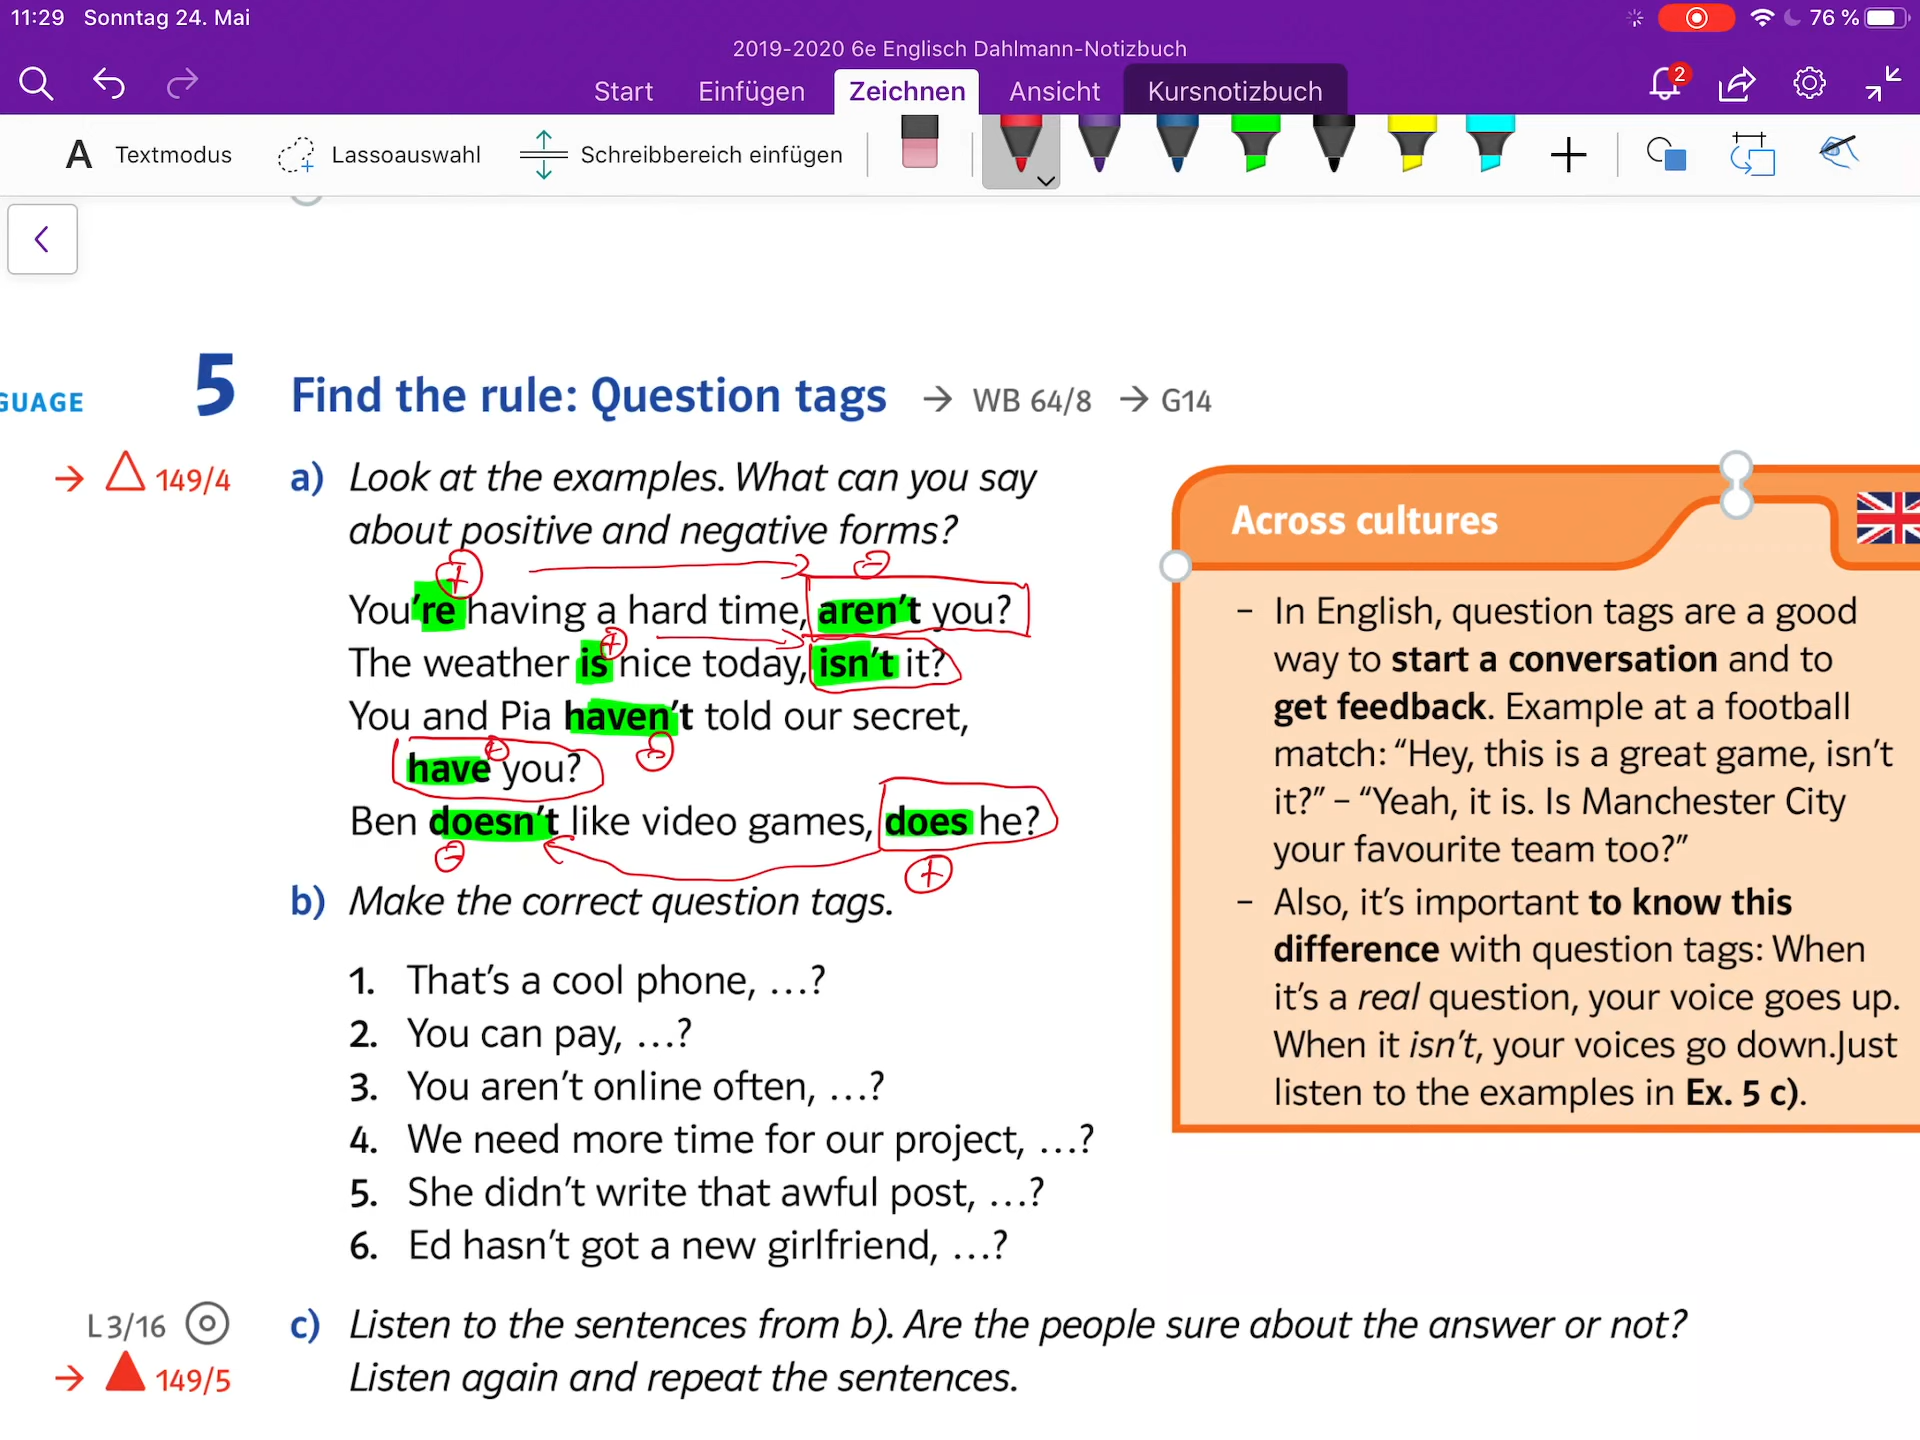 11:29 Sonntag 24. Mai
76 %
2019-2020 6e Englisch Dahlmann-Notizbuch
Start Einfügen Zeichnen Ansicht Kursnotizbuch
2
A Textmodus Lassoauswahl Schreibbereich einfügen
GUAGE
5 Find the rule: Question tags → WB 64/8 → G14
→ 149/4
a) Look at the examples. What can you say
about positive and negative forms?
+ -
You're having a hard time, aren't you?
+
The weather is nice today, isn't it?
You and Pia haven't told our secret,
+ -
have you?
Ben doesn't like video games, does he?
- +
b) Make the correct question tags.
1. That's a cool phone, ...?
2. You can pay, ...?
3. You aren't online often, ...?
4. We need more time for our project, ...?
5. She didn't write that awful post, ...?
6. Ed hasn't got a new girlfriend, ...?
L 3/16
→ 149/5
c) Listen to the sentences from b). Are the people sure about the answer or not?
Listen again and repeat the sentences.
Across cultures
– In English, question tags are a good
way to start a conversation and to
get feedback. Example at a football
match: “Hey, this is a great game, isn't
it?” – “Yeah, it is. Is Manchester City
your favourite team too?”
– Also, it's important to know this
difference with question tags: When
it's a real question, your voice goes up.
When it isn't, your voices go down.Just
listen to the examples in Ex. 5 c).